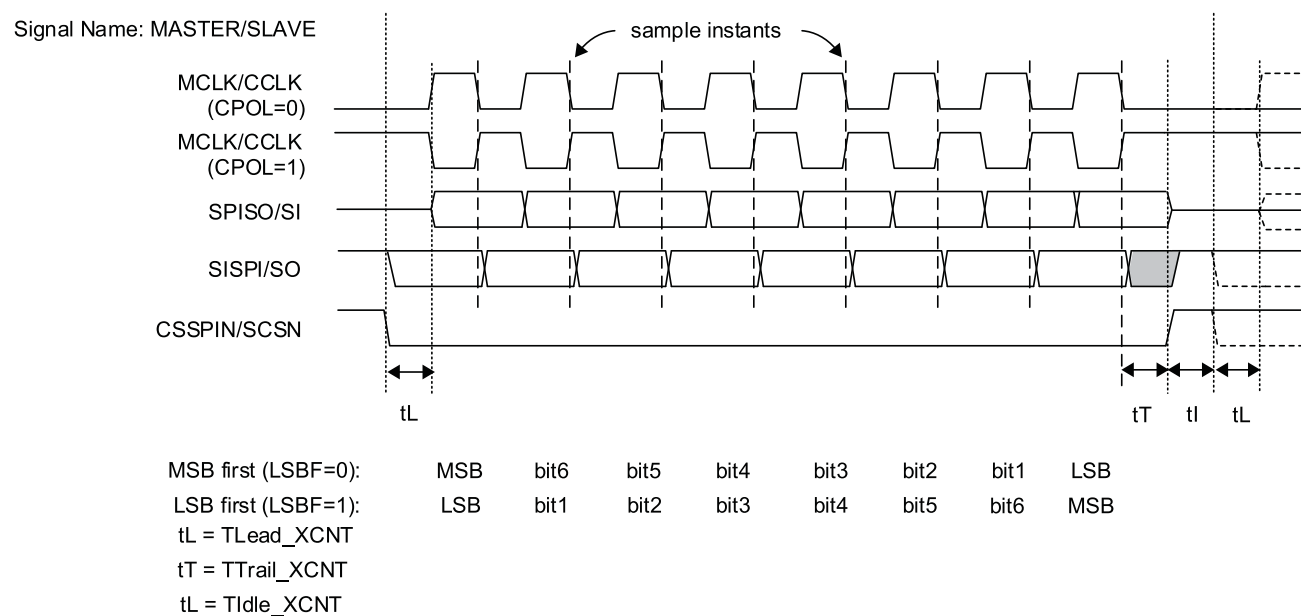 Signal Name: MASTER/SLAVE
sample instants
MCLK/CCLK
(CPOL=0)
MCLK/CCLK
(CPOL=1)
SPISO/SI
SISPI/SO
CSSPIN/SCSN
tL
tT tI tL
MSB first (LSBF=0): MSB bit6 bit5 bit4 bit3 bit2 bit1 LSB
LSB first (LSBF=1): LSB bit1 bit2 bit3 bit4 bit5 bit6 MSB
tL = TLead_XCNT
tT = TTrail_XCNT
tL = TIdle_XCNT